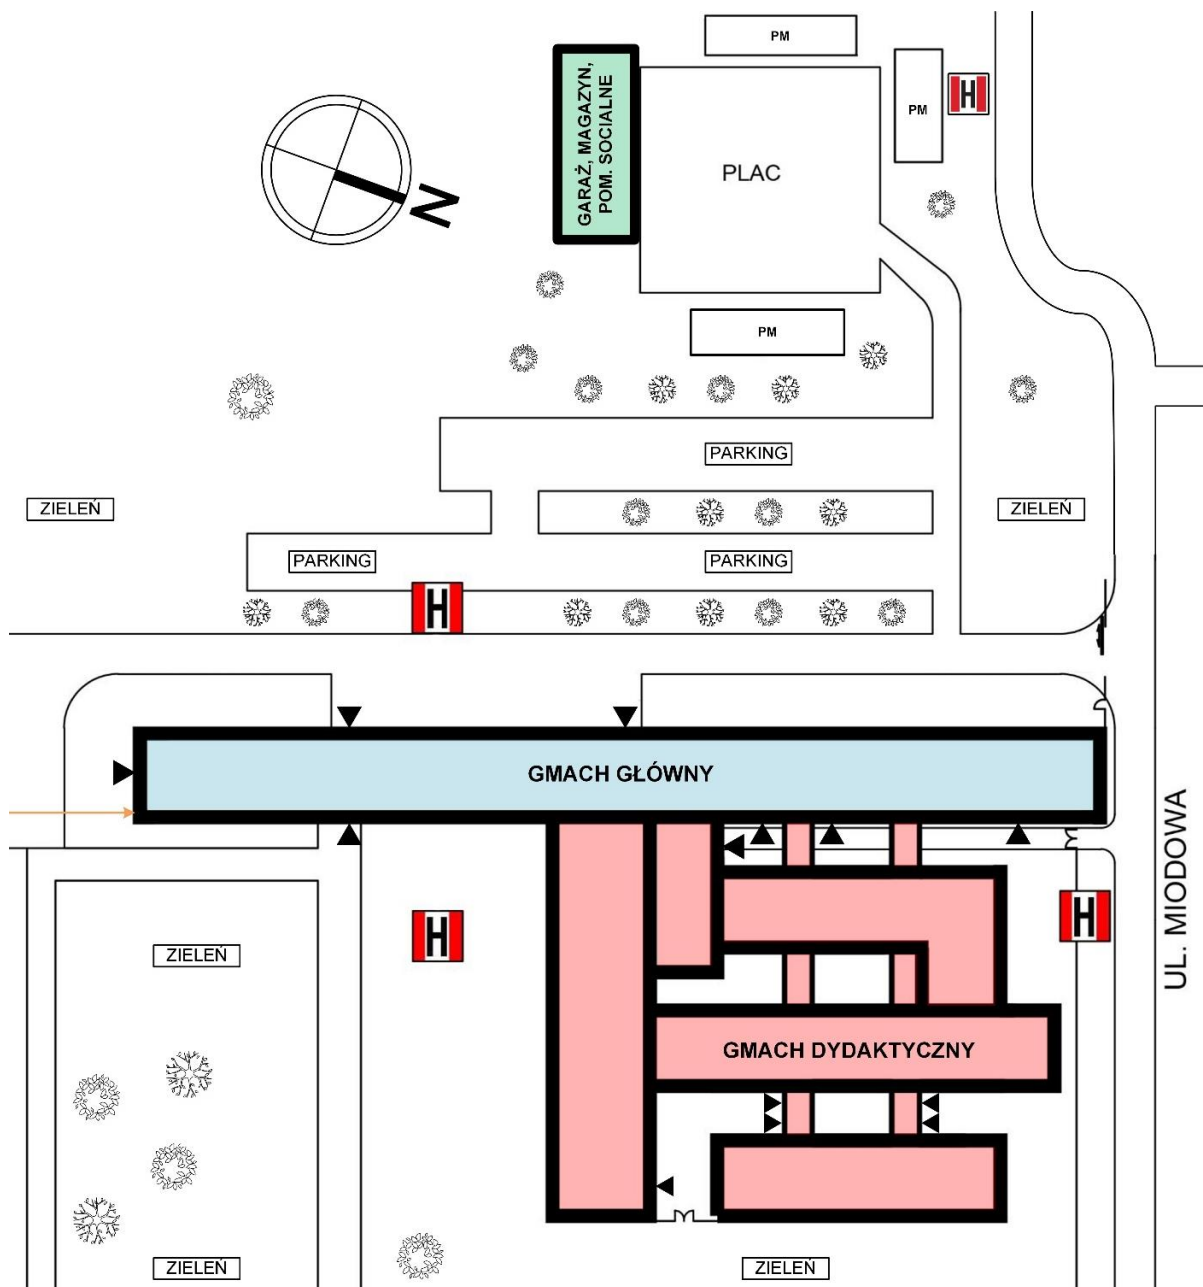 PM
GARAŻ, MAGAZYN,
POM. SOCIALNE
PM
H
PLAC
N
PM
PARKING
ZIELEŃ
ZIELEŃ
PARKING
PARKING
H
GMACH GŁÓWNY
UL. MIODOWA
H
H
ZIELEŃ
GMACH DYDAKTYCZNY
ZIELEŃ
ZIELEŃ